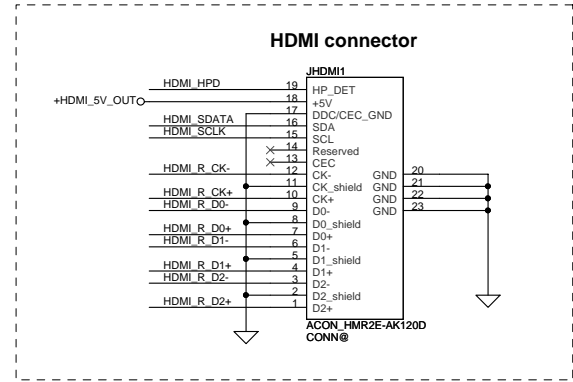 HDMI connector
JHDMI1
HDMI_HPD 19 HP_DET
+HDMI_5V_OUT 18 +5V
17 DDC/CEC_GND
HDMI_SDATA 16 SDA
HDMI_SCLK 15 SCL
14 Reserved
13 CEC
HDMI_R_CK- 12 CK- GND 20
11 CK_shield GND 21
HDMI_R_CK+ 10 CK+ GND 22
HDMI_R_D0- 9 D0- GND 23
8 D0_shield
HDMI_R_D0+ 7 D0+
HDMI_R_D1- 6 D1-
5 D1_shield
HDMI_R_D1+ 4 D1+
HDMI_R_D2- 3 D2-
2 D2_shield
HDMI_R_D2+ 1 D2+
ACON_HMR2E-AK120D
CONN@